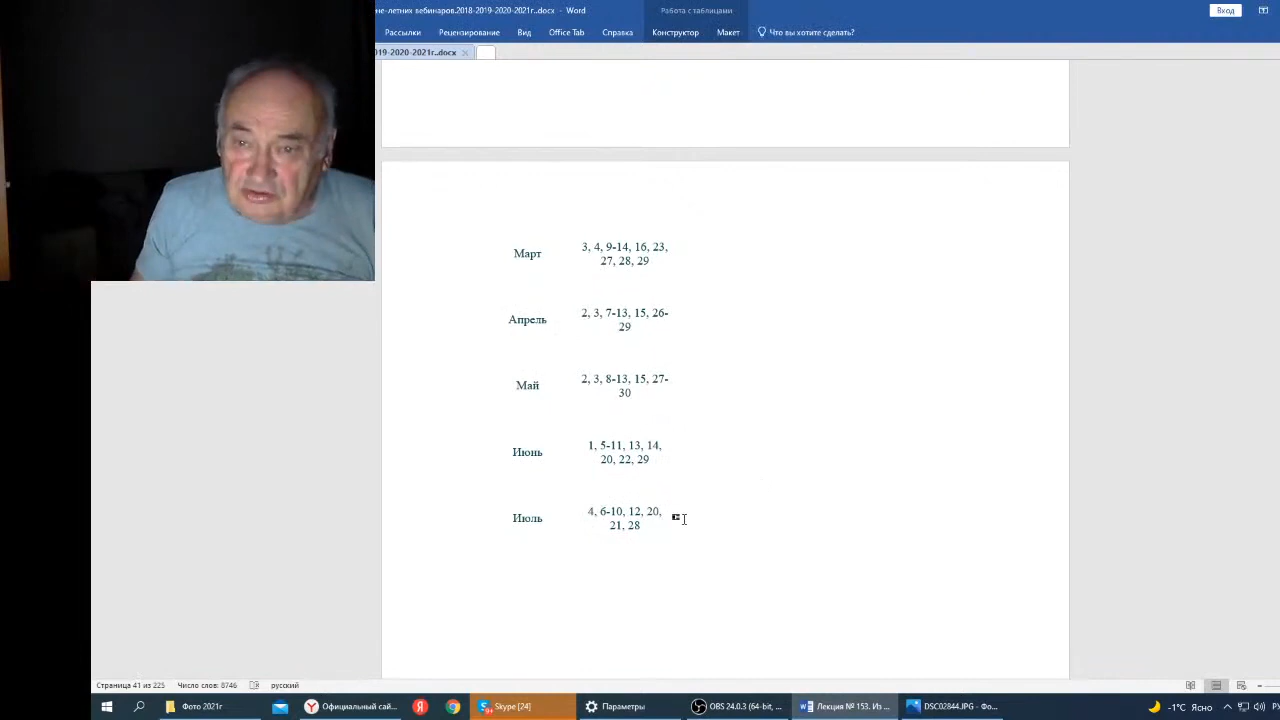 не-летних вебинаров.2018-2019-2020-2021г..docx - Word
Работа с таблицами
Вход
Рассылки Рецензирование Вид Office Tab Справка Конструктор Макет Что вы хотите сделать?
019-2020-2021г..docx
Март 3, 4, 9-14, 16, 23,
27, 28, 29
Апрель 2, 3, 7-13, 15, 26-
29
Май 2, 3, 8-13, 15, 27-
30
Июнь 1, 5-11, 13, 14,
20, 22, 29
Июль 4, 6-10, 12, 20,
21, 28
Страница 41 из 225 Число слов: 8746 русский
Фото 2021г Официальный сай... Skype [24] Параметры OBS 24.0.3 (64-bit, ... Лекция № 153. Из ... DSC02844.JPG - Фо... -1°C